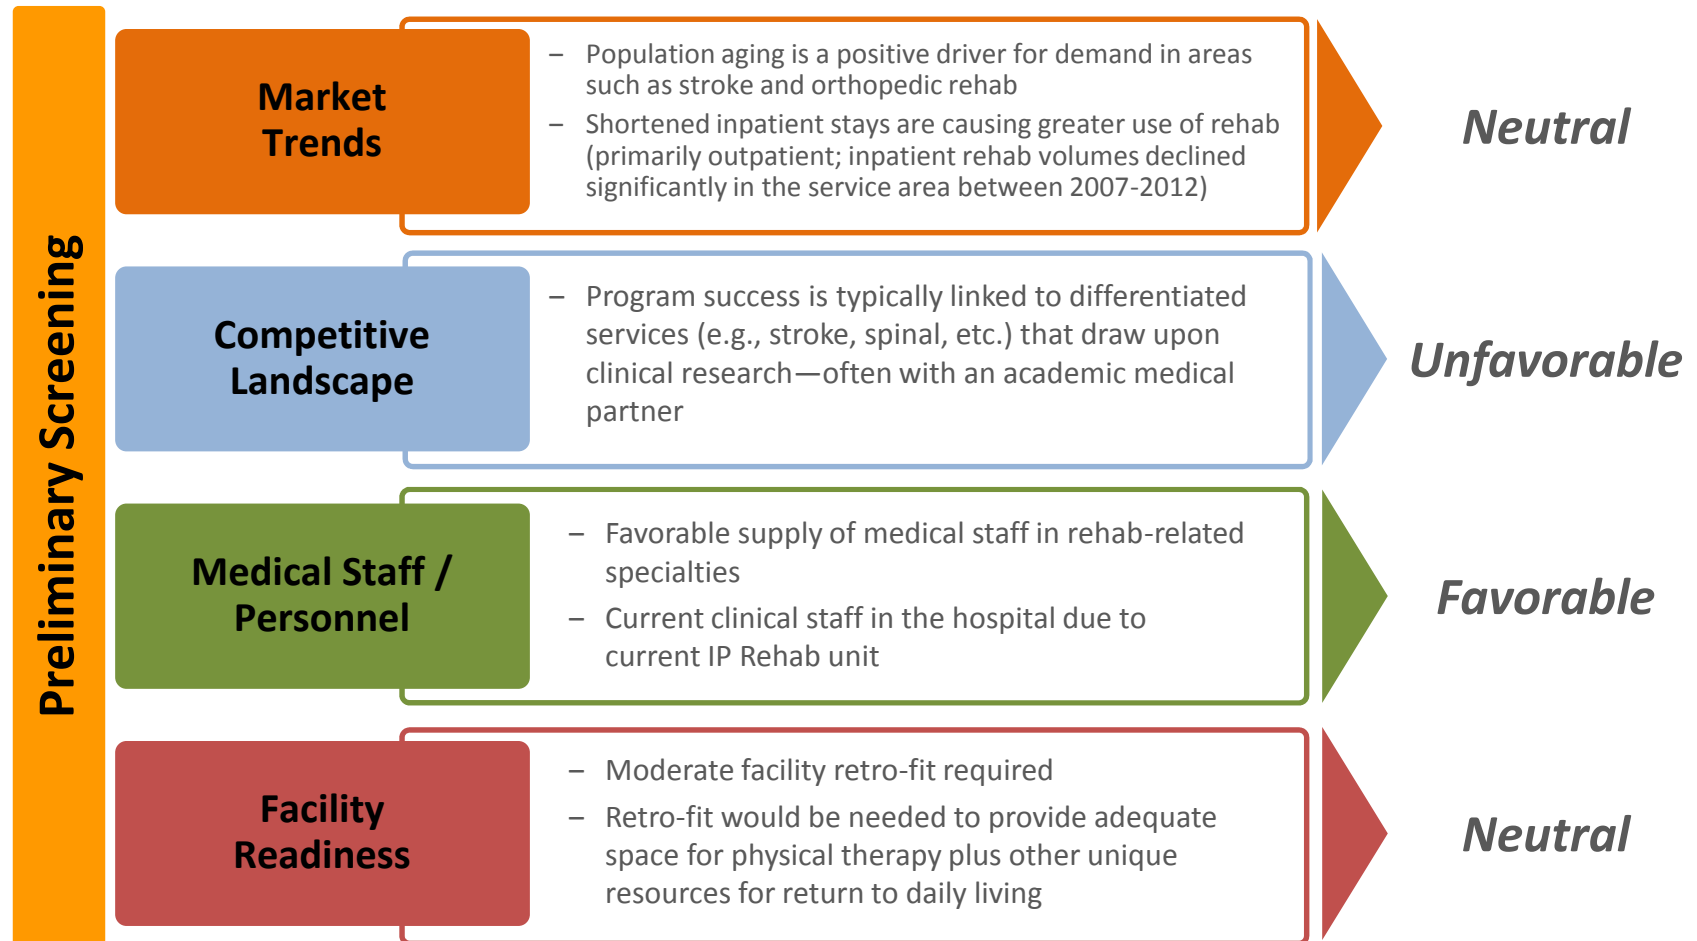 Preliminary Screening
Market
Trends
– Population aging is a positive driver for demand in areas
such as stroke and orthopedic rehab
– Shortened inpatient stays are causing greater use of rehab
(primarily outpatient; inpatient rehab volumes declined
significantly in the service area between 2007-2012)
Neutral
Competitive
Landscape
– Program success is typically linked to differentiated
services (e.g., stroke, spinal, etc.) that draw upon
clinical research—often with an academic medical
partner
Unfavorable
Medical Staff /
Personnel
– Favorable supply of medical staff in rehab-related
specialties
– Current clinical staff in the hospital due to
current IP Rehab unit
Favorable
Facility
Readiness
– Moderate facility retro-fit required
– Retro-fit would be needed to provide adequate
space for physical therapy plus other unique
resources for return to daily living
Neutral